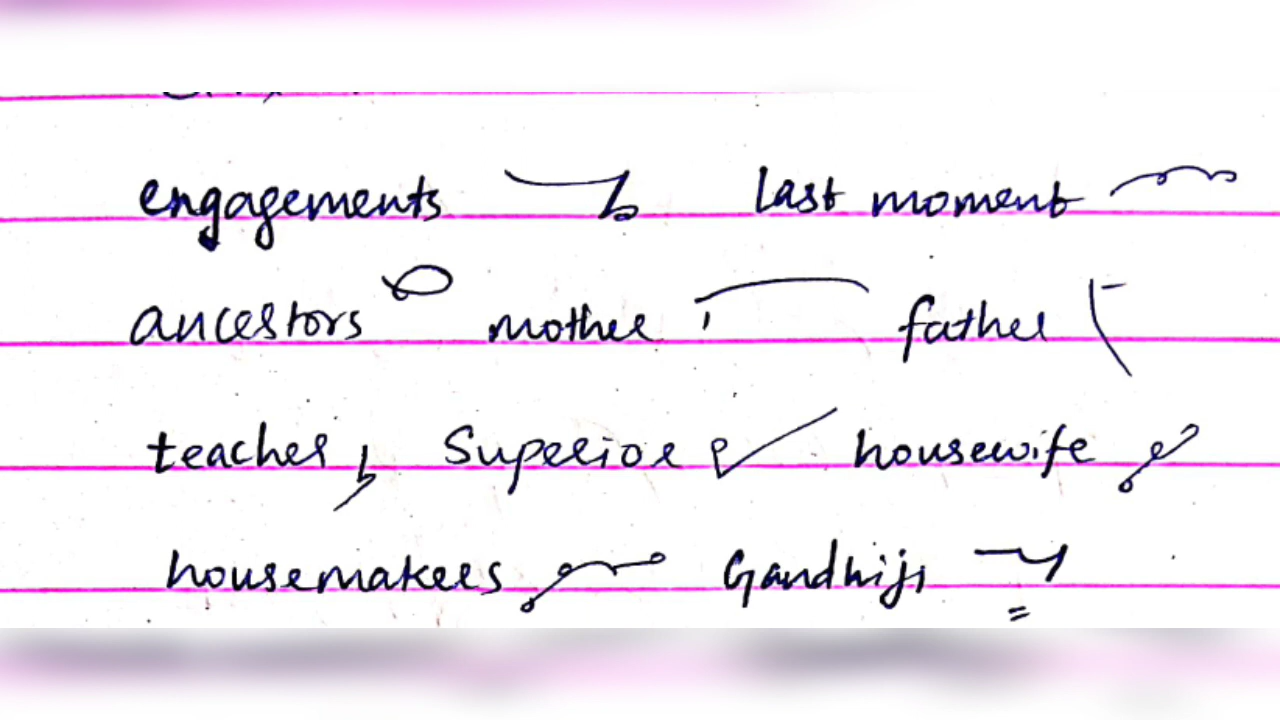 engagements last moment
ancestors mother father
teacher Superior housewife
housemakers Gandhiji